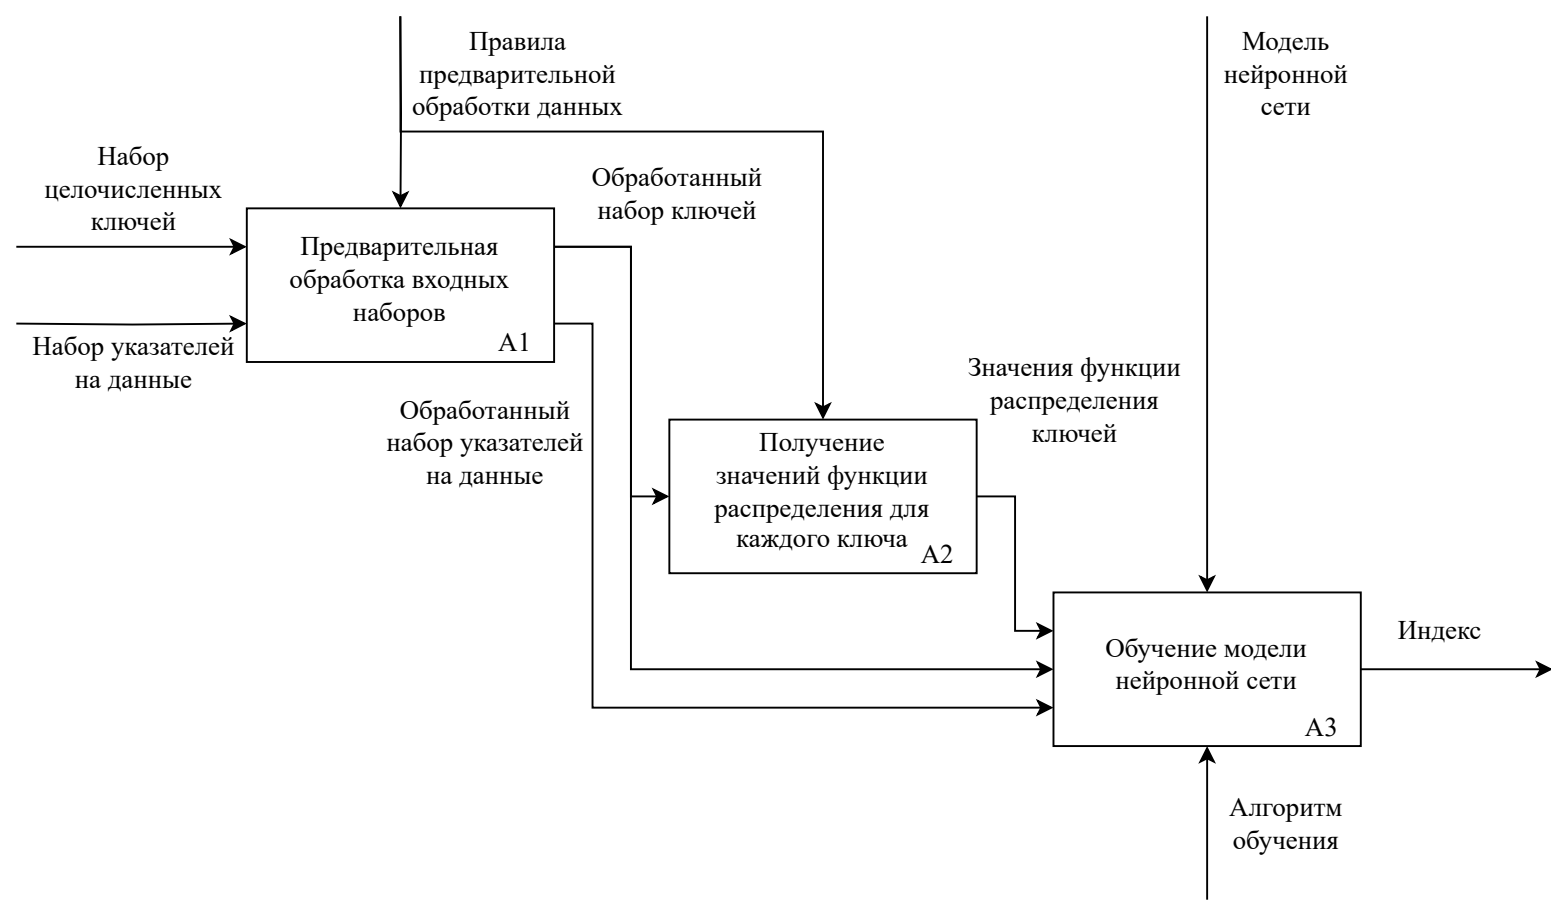 Правила
предварительной
обработки данных
Модель
нейронной
сети
Набор
целочисленных
ключей
Обработанный
набор ключей
Предварительная
обработка входных
наборов
A1
Набор указателей
на данные
Значения функции
распределения
ключей
Обработанный
набор указателей
на данные
Получение
значений функции
распределения для
каждого ключа
A2
Обучение модели
нейронной сети
A3
Индекс
Алгоритм
обучения